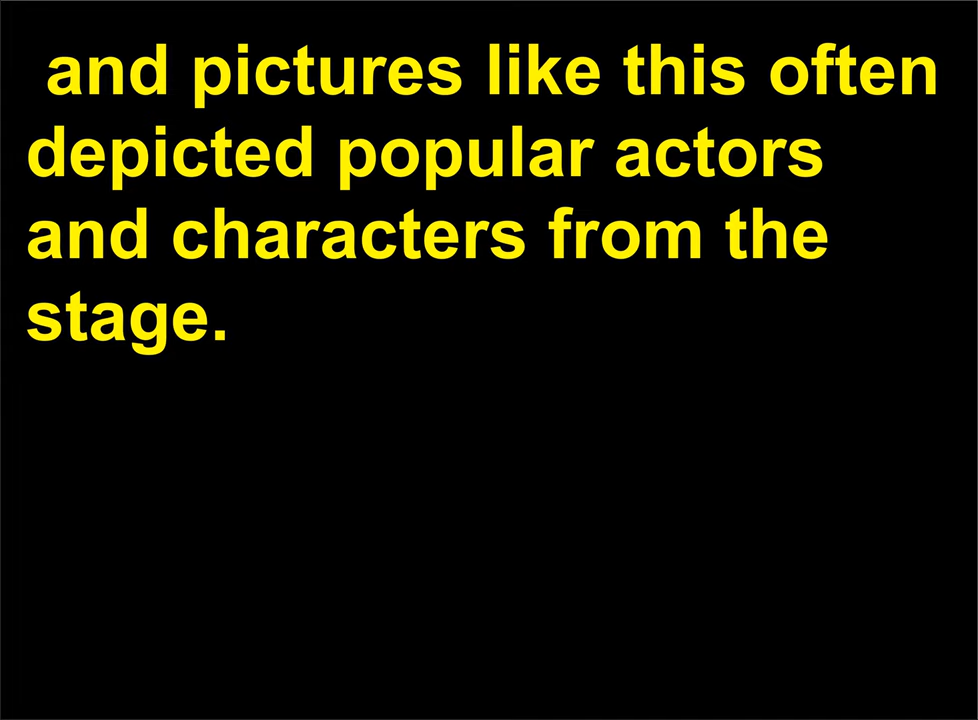 and pictures like this often
depicted popular actors
and characters from the
stage.